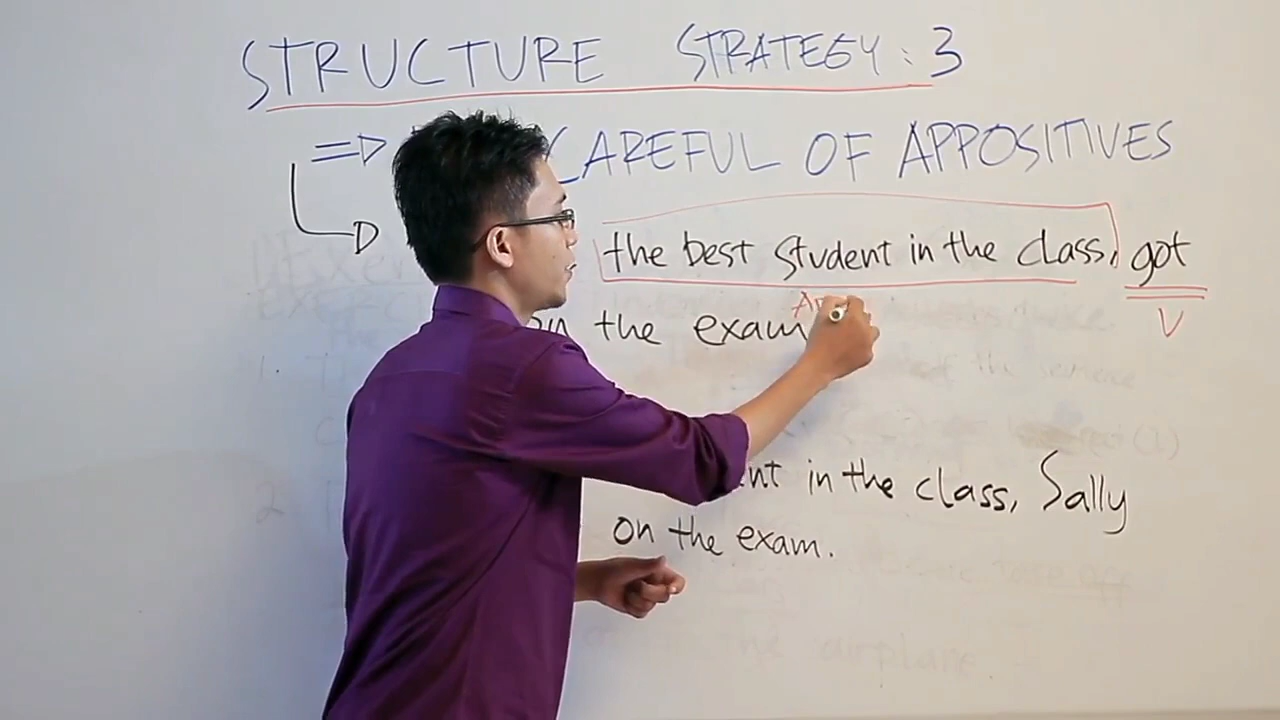 STRUCTURE STRATEGY : 3
CAREFUL OF APPOSITIVES
the best student in the class, got
V
on the exam
in the class, Sally
on the exam.